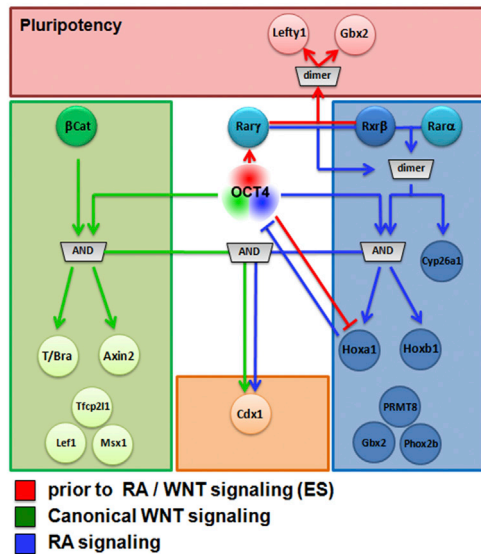 Pluripotency
Lefty1
Gbx2
dimer
βCat
Rarγ
Rxrβ
Rarα
dimer
OCT4
AND
AND
AND
Cyp26a1
T/Bra
Axin2
Hoxa1
Hoxb1
Tfcp2l1
Cdx1
PRMT8
Lef1
Msx1
Gbx2
Phox2b
prior to RA / WNT signaling (ES)
Canonical WNT signaling
RA signaling